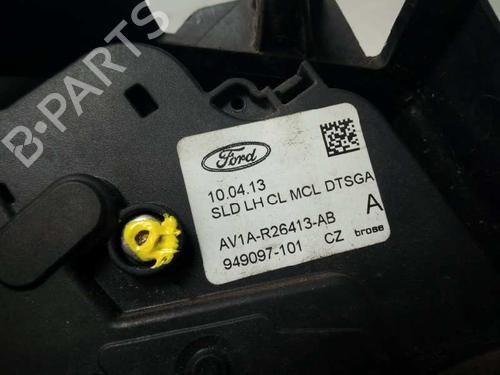 B-PARTS
Ford
10.04.13
SLD LH CL MCL DTSGA
AV1A-R26413-AB
A
949097-101 CZ brose